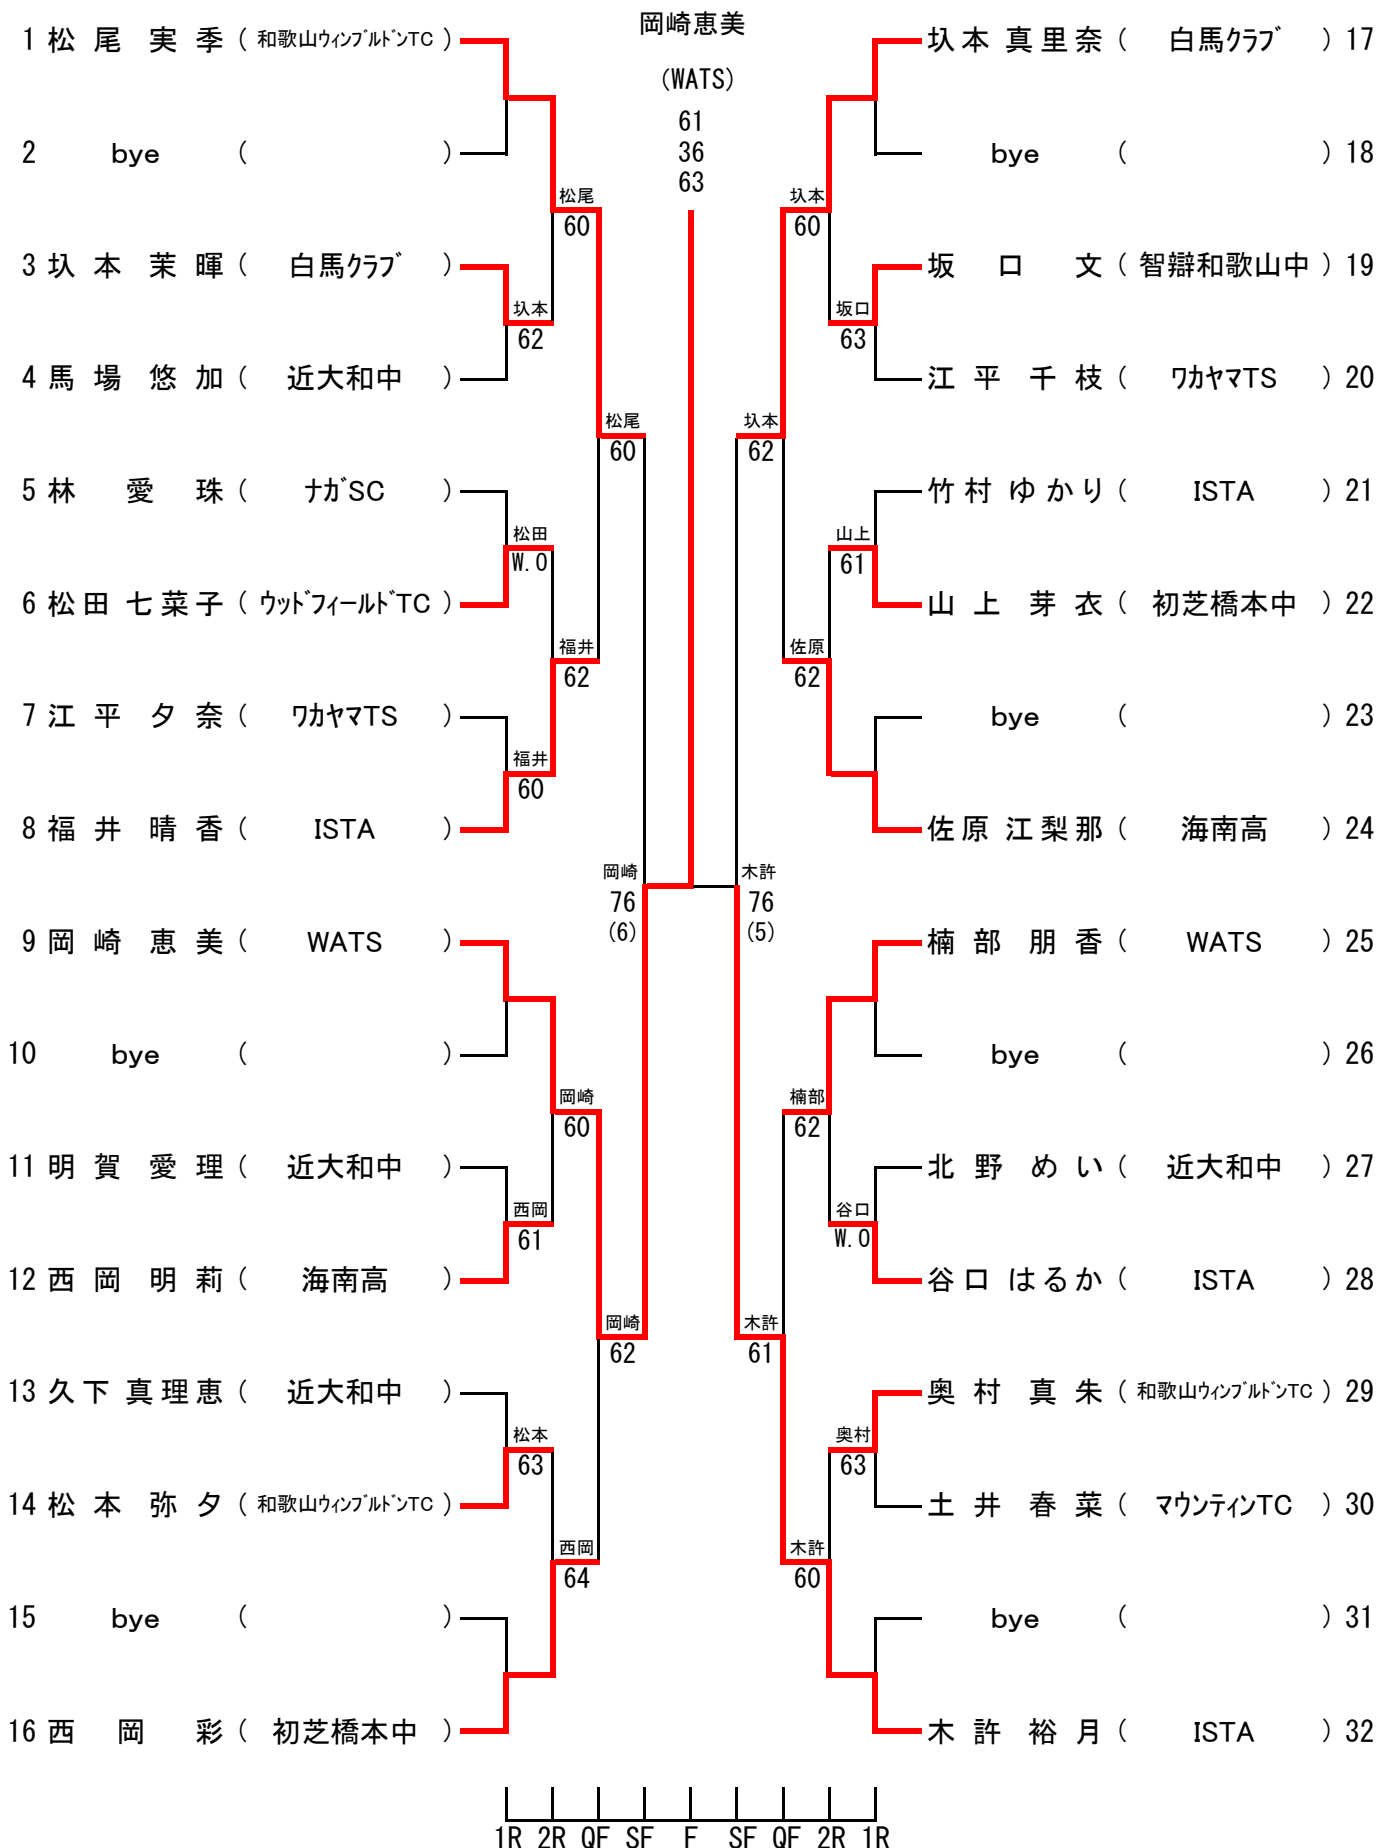 岡崎恵美
(WATS)
61
36
63
1 松尾 実季 ( 和歌山ウィンブルドンTC )
2 bye ( )
3 圦本 茉暉 ( 白馬クラブ )
4 馬場 悠加 ( 近大和中 )
5 林 愛珠 ( ナガSC )
6 松田 七菜子 ( ウッドフィールドTC )
7 江平 夕奈 ( ワカヤマTS )
8 福井 晴香 ( ISTA )
9 岡崎 恵美 ( WATS )
10 bye ( )
11 明賀 愛理 ( 近大和中 )
12 西岡 明莉 ( 海南高 )
13 久下 真理恵 ( 近大和中 )
14 松本 弥夕 ( 和歌山ウィンブルドンTC )
15 bye ( )
16 西岡 彩 ( 初芝橋本中 )
圦本
62
松田
W.O
福井
60
西岡
61
松本
63
松尾
60
福井
62
岡崎
60
西岡
64
松尾
60
岡崎
62
岡崎
76
(6)
木許
76
(5)
圦本
62
木許
61
圦本
60
佐原
62
楠部
62
木許
60
坂口
63
山上
61
谷口
W.O
奥村
63
圦本 真里奈 ( 白馬クラブ ) 17
bye ( ) 18
坂口 文 ( 智辯和歌山中 ) 19
江平 千枝 ( ワカヤマTS ) 20
竹村 ゆかり ( ISTA ) 21
山上 芽衣 ( 初芝橋本中 ) 22
bye ( ) 23
佐原 江梨那 ( 海南高 ) 24
楠部 朋香 ( WATS ) 25
bye ( ) 26
北野 めい ( 近大和中 ) 27
谷口 はるか ( ISTA ) 28
奥村 真朱 ( 和歌山ウィンブルドンTC ) 29
土井 春菜 ( マウンティンTC ) 30
bye ( ) 31
木許 裕月 ( ISTA ) 32
1R 2R QF SF F SF QF 2R 1R